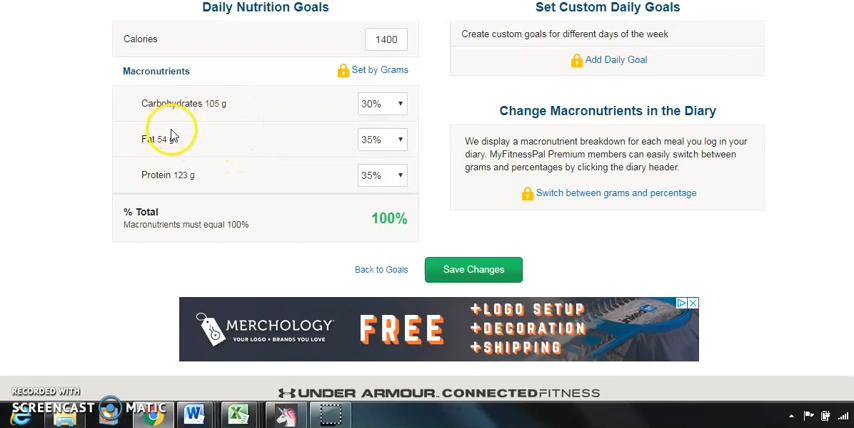 Daily Nutrition Goals
Calories 1400
Macronutrients Set by Grams
Carbohydrates 105 g 30%
Fat 54 g 35%
Protein 123 g 35%
% Total
Macronutrients must equal 100%
100%
Set Custom Daily Goals
Create custom goals for different days of the week
Add Daily Goal
Change Macronutrients in the Diary
We display a macronutrient breakdown for each meal you log in your
diary. MyFitnessPal Premium members can easily switch between
grams and percentages by clicking the diary header.
Switch between grams and percentage
Back to Goals Save Changes
MERCHOLOGY
YOUR LOGO • BRANDS YOU LOVE
FREE
+LOGO SETUP
+DECORATION
+SHIPPING
UNDER ARMOUR CONNECTEDFITNESS
RECORDED WITH
SCREENCAST MATIC